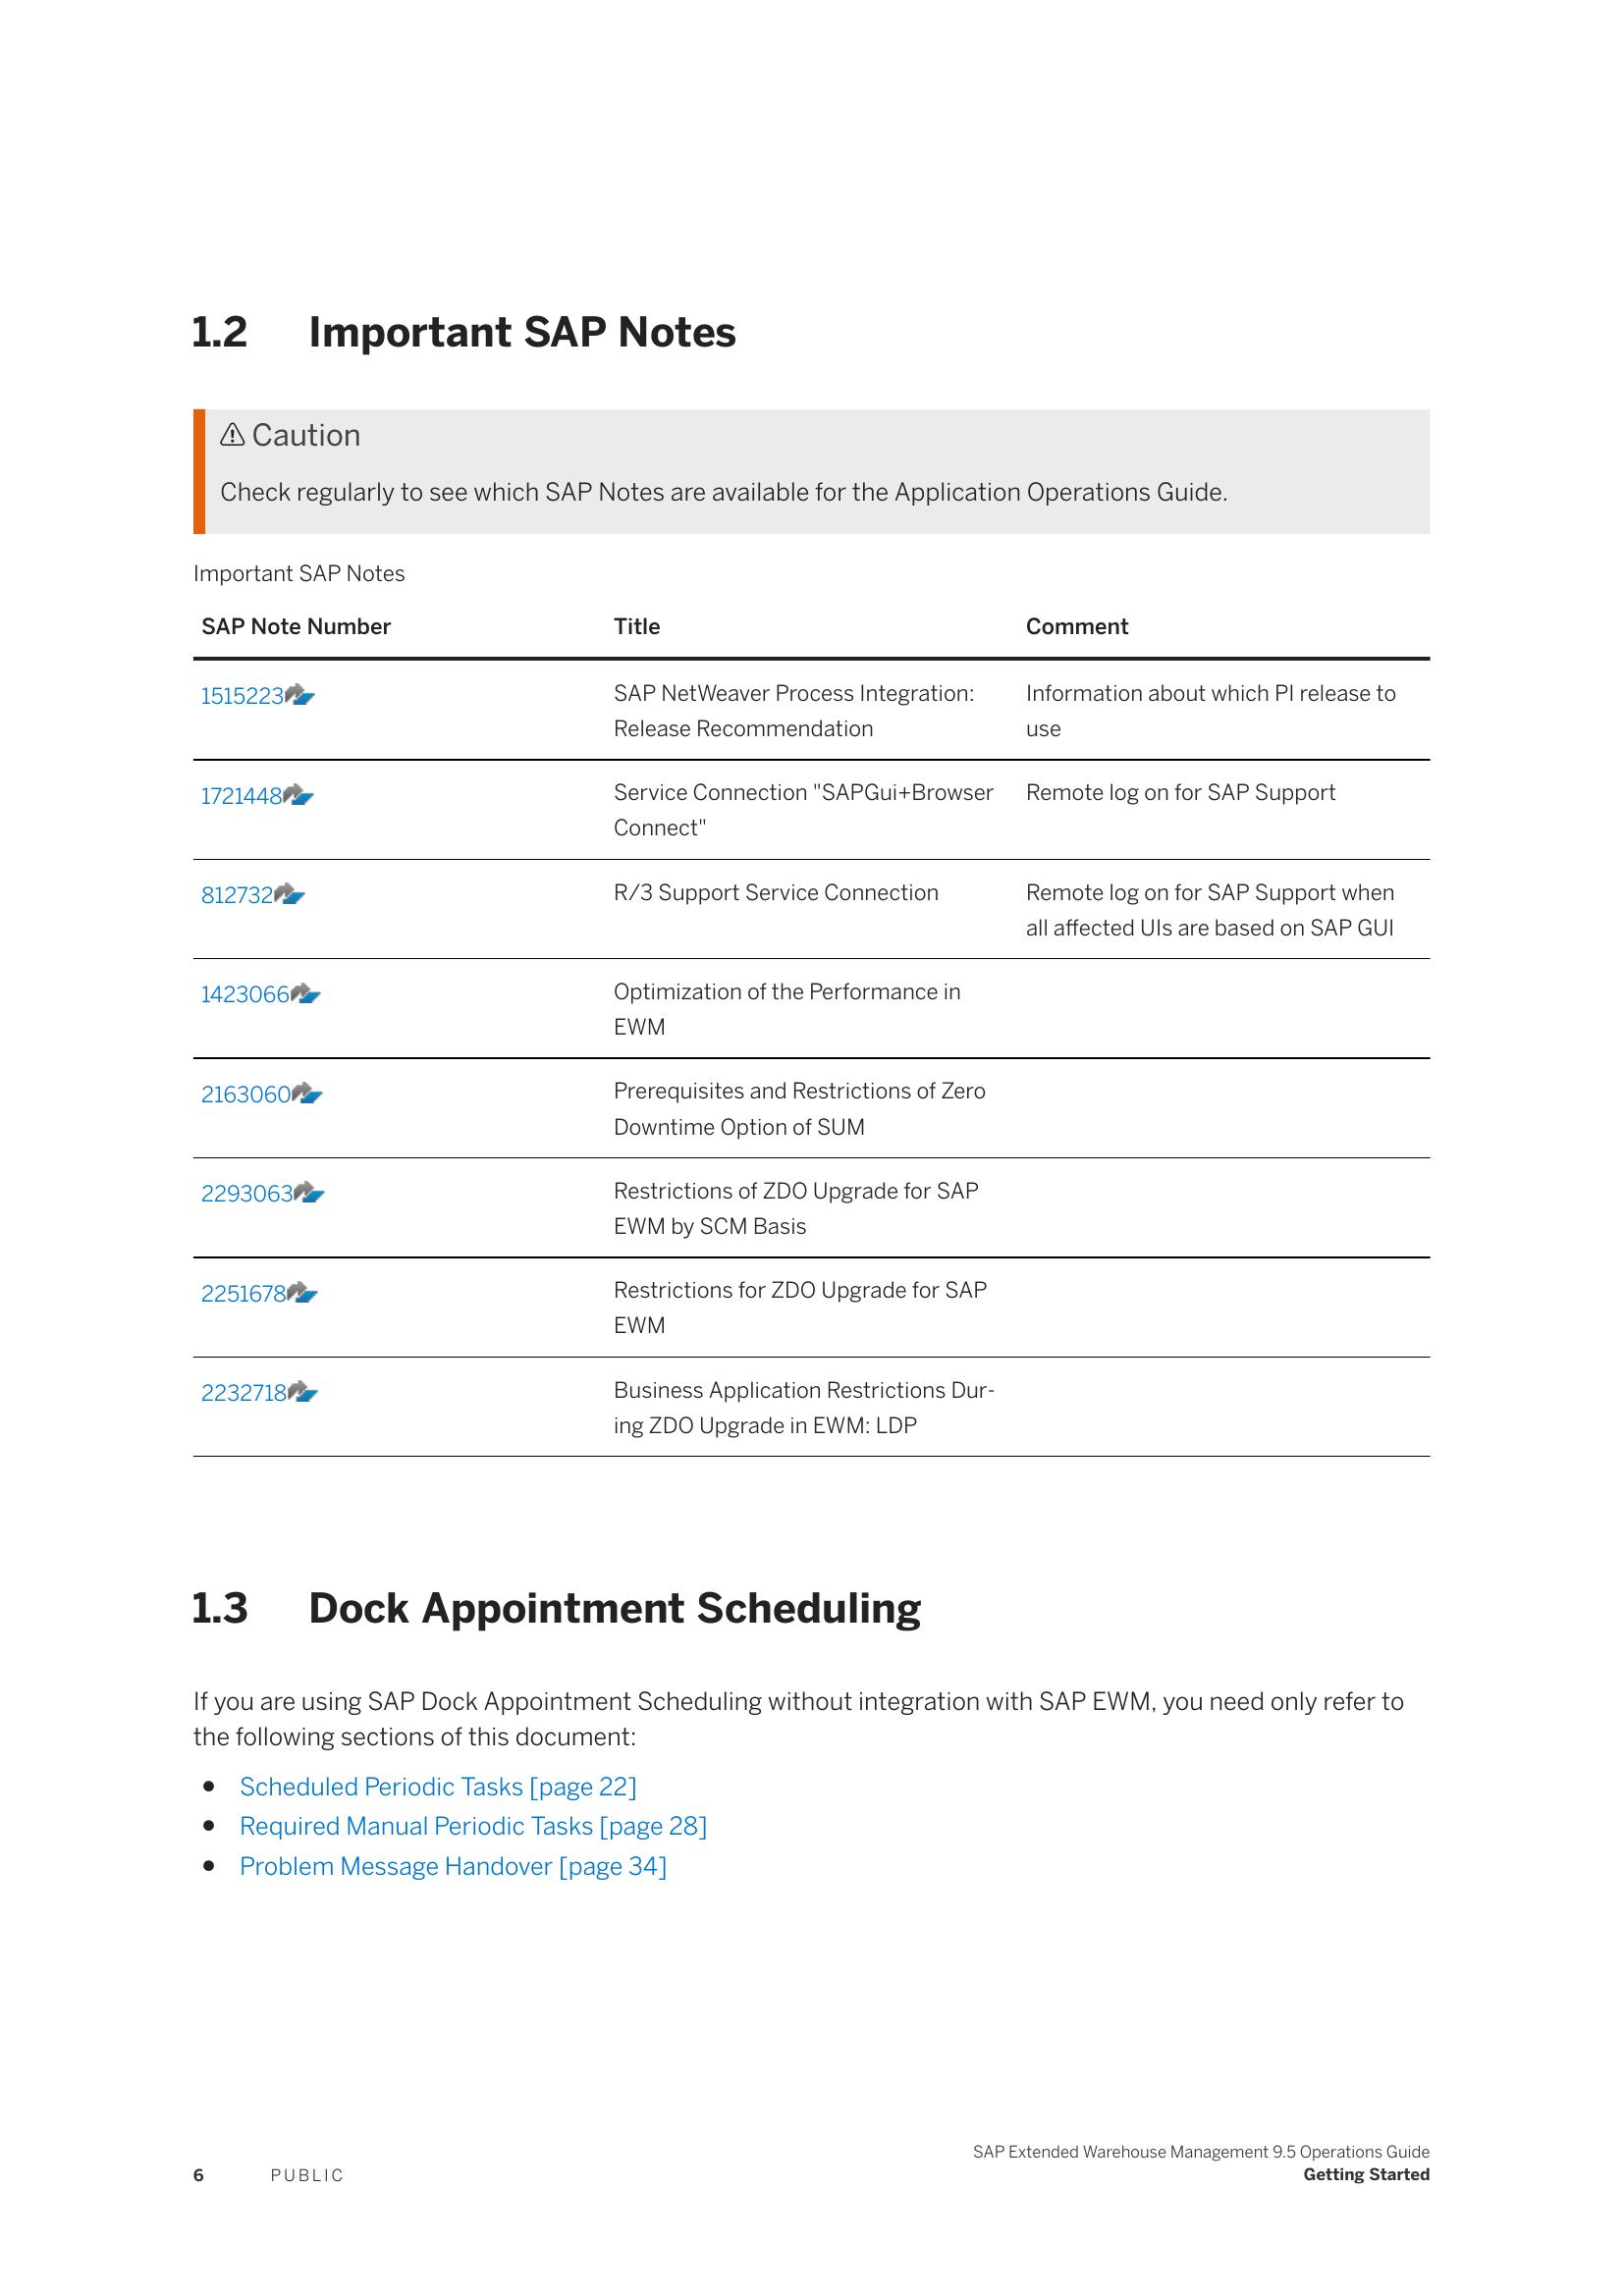 1.2 Important SAP Notes
Caution
Check regularly to see which SAP Notes are available for the Application Operations Guide.
Important SAP Notes
SAP Note Number Title Comment
1515223 SAP NetWeaver Process Integration: Information about which PI release to
Release Recommendation use
1721448 Service Connection "SAPGui+Browser Remote log on for SAP Support
Connect"
812732 R/3 Support Service Connection Remote log on for SAP Support when
all affected UIs are based on SAP GUI
1423066 Optimization of the Performance in
EWM
2163060 Prerequisites and Restrictions of Zero
Downtime Option of SUM
2293063 Restrictions of ZDO Upgrade for SAP
EWM by SCM Basis
2251678 Restrictions for ZDO Upgrade for SAP
EWM
2232718 Business Application Restrictions Dur-
ing ZDO Upgrade in EWM: LDP
1.3 Dock Appointment Scheduling
If you are using SAP Dock Appointment Scheduling without integration with SAP EWM, you need only refer to
the following sections of this document:
• Scheduled Periodic Tasks [page 22]
• Required Manual Periodic Tasks [page 28]
• Problem Message Handover [page 34]
SAP Extended Warehouse Management 9.5 Operations Guide
6 PUBLIC Getting Started